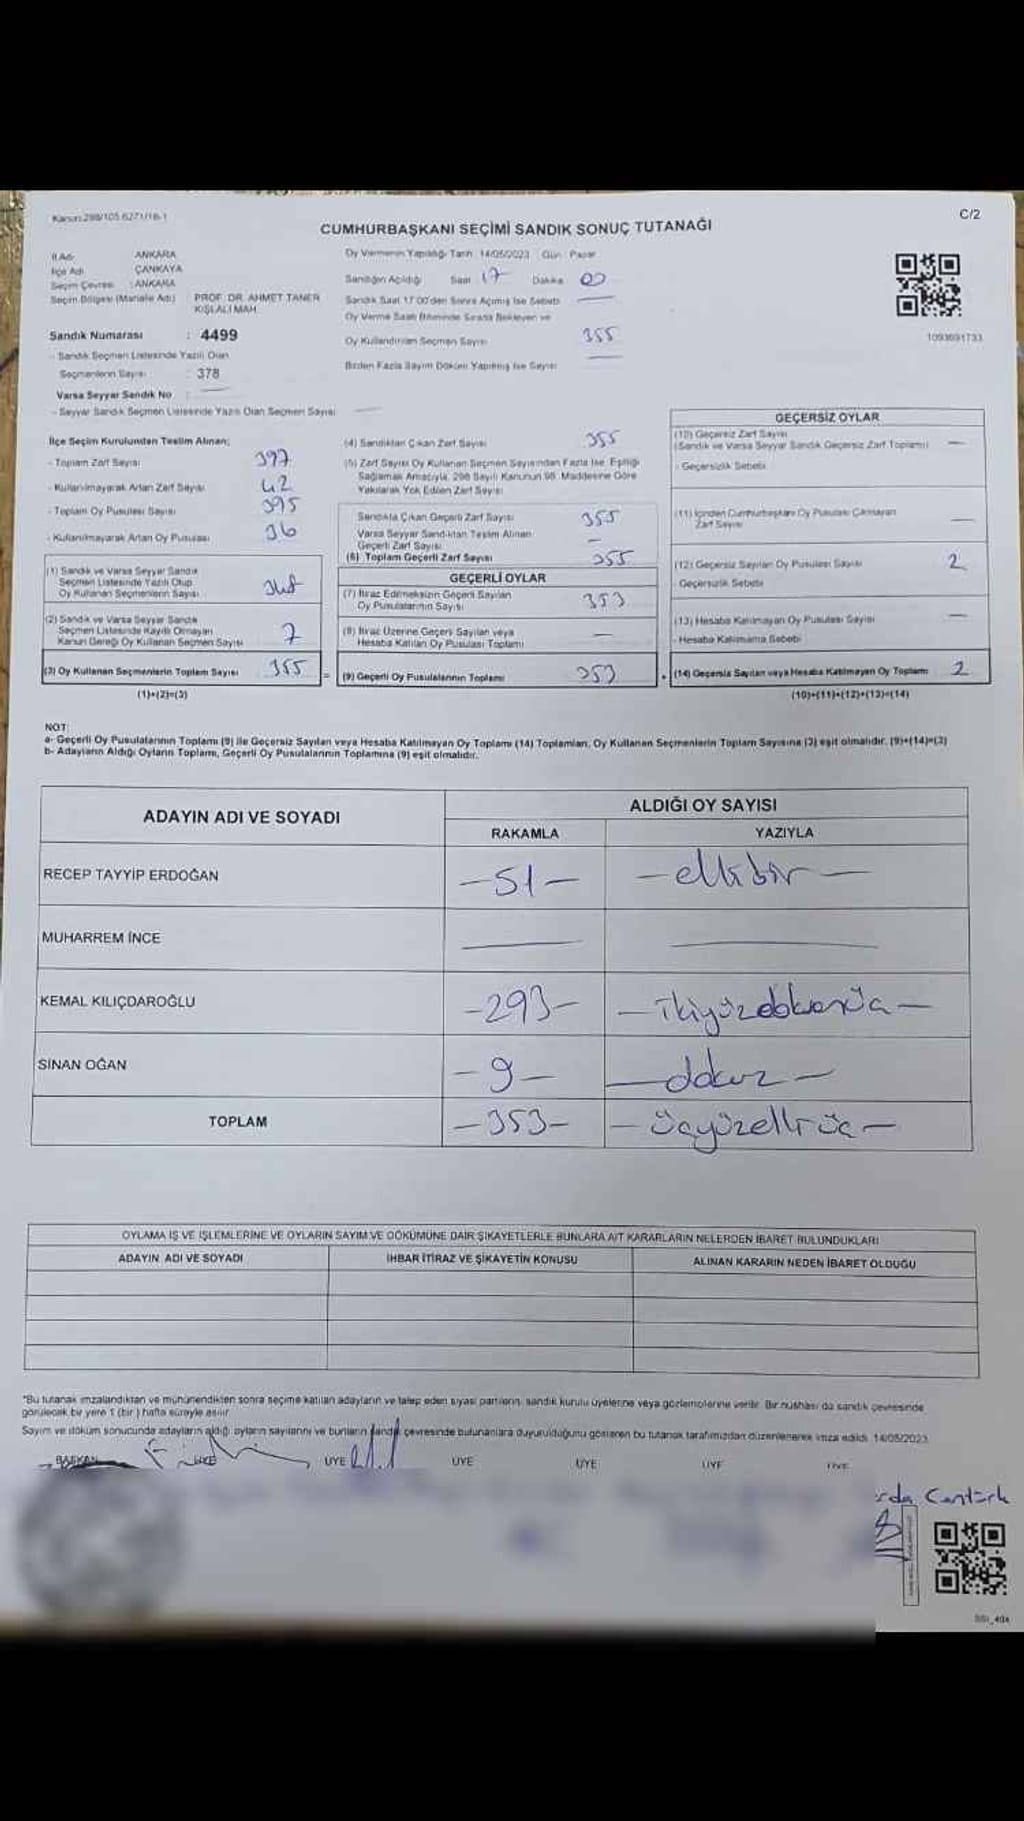 Kanun:298/105 6271/18-1
C/2
CUMHURBAŞKANI SEÇİMİ SANDIK SONUÇ TUTANAĞI
İl Adı : ANKARA
İlçe Adı : ÇANKAYA
Seçim Çevresi : ANKARA
Seçim Bölgesi (Mahalle Adı) : PROF. DR. AHMET TANER KIŞLALI MAH.
Sandık Numarası : 4499
- Sandık Seçmen Listesinde Yazılı Olan
Seçmenlerin Sayısı : 378
Varsa Seyyar Sandık No : —
- Seyyar Sandık Seçmen Listesinde Yazılı Olan Seçmen Sayısı —
Oy Vermenin Yapıldığı Tarih 14/05/2023 Gün : Pazar
Sandığın Açıldığı Saat 17 Dakika 00
Sandık Saat 17:00'den Sonra Açılmış İse Sebebi —
Oy Verme Saati Bitiminde Sırada Bekleyen ve
Oy Kullandırılan Seçmen Sayısı 355
Birden Fazla Sayım Döküm Yapılmış İse Sayısı —
1093691733
İlçe Seçim Kurulundan Teslim Alınan;
- Toplam Zarf Sayısı 397
- Kullanılmayarak Artan Zarf Sayısı 42
- Toplam Oy Pusulası Sayısı 395
- Kullanılmayarak Artan Oy Pusulası 36
(1) Sandık ve Varsa Seyyar Sandık
Seçmen Listesinde Yazılı Olup
Oy Kullanan Seçmenlerin Sayısı 348
(2) Sandık ve Varsa Seyyar Sandık
Seçmen Listesinde Kayıtlı Olmayan
Kanun Gereği Oy Kullanan Seçmen Sayısı 7
(3) Oy Kullanan Seçmenlerin Toplam Sayısı 355
(1)+(2)=(3)
(4) Sandıktan Çıkan Zarf Sayısı 355
(5) Zarf Sayısı Oy Kullanan Seçmen Sayısından Fazla İse, Eşitliği
Sağlamak Amacıyla, 298 Sayılı Kanunun 98. Maddesine Göre
Yakılarak Yok Edilen Zarf Sayısı
Sandıkta Çıkan Geçerli Zarf Sayısı 355
Varsa Seyyar Sandıktan Teslim Alınan
Geçerli Zarf Sayısı —
(6) Toplam Geçerli Zarf Sayısı 355
GEÇERLİ OYLAR
(7) İtiraz Edilmeksizin Geçerli Sayılan
Oy Pusulalarının Sayısı 353
(8) İtiraz Üzerine Geçerli Sayılan veya
Hesaba Katılan Oy Pusulası Toplamı —
(9) Geçerli Oy Pusulalarının Toplamı 353
GEÇERSİZ OYLAR
(10) Geçersiz Zarf Sayısı —
(Sandık ve Varsa Seyyar Sandık Geçersiz Zarf Toplamı)
- Geçersizlik Sebebi
(11) İçinden Cumhurbaşkanı Oy Pusulası Çıkmayan
Zarf Sayısı —
(12) Geçersiz Sayılan Oy Pusulası Sayısı 2
- Geçersizlik Sebebi
(13) Hesaba Katılmayan Oy Pusulası Sayısı —
- Hesaba Katılmama Sebebi
(14) Geçersiz Sayılan veya Hesaba Katılmayan Oy Toplamı 2
(10)+(11)+(12)+(13)=(14)
NOT:
a- Geçerli Oy Pusulalarının Toplamı (9) ile Geçersiz Sayılan veya Hesaba Katılmayan Oy Toplamı (14) Toplamları, Oy Kullanan Seçmenlerin Toplam Sayısına (3) eşit olmalıdır. (9)+(14)=(3)
b- Adayların Aldığı Oyların Toplamı, Geçerli Oy Pusulalarının Toplamına (9) eşit olmalıdır.
ADAYIN ADI VE SOYADI
ALDIĞI OY SAYISI
RAKAMLA YAZIYLA
RECEP TAYYİP ERDOĞAN —51— —ellibir—
MUHARREM İNCE — —
KEMAL KILIÇDAROĞLU —293— —ikiyüzdoksanüç—
SİNAN OĞAN —9— —dokuz—
TOPLAM —353— —üçyüzelliüç—
OYLAMA İŞ VE İŞLEMLERİNE VE OYLARIN SAYIM VE DÖKÜMÜNE DAİR ŞİKAYETLERLE BUNLARA AİT KARARLARIN NELERDEN İBARET BULUNDUKLARI
ADAYIN ADI VE SOYADI İHBAR İTİRAZ VE ŞİKAYETİN KONUSU ALINAN KARARIN NEDEN İBARET OLDUĞU
*Bu tutanak imzalandıktan ve mühürlendikten sonra seçime katılan adayların ve talep eden siyasi partilerin, sandık kurulu üyelerine veya gözlemcilerine verilir. Bir nüshası da sandık çevresinde
görülecek bir yere 1 (bir) hafta süreyle asılır.
Sayım ve döküm sonucunda adayların aldığı oyların sayılarını ve bunların sandık çevresinde bulunanlara duyurulduğunu gösteren bu tutanak tarafımızdan düzenlenerek imza edildi. 14/05/2023
BAŞKAN ÜYE ÜYE ÜYE ÜYE ÜYE
Cantürk